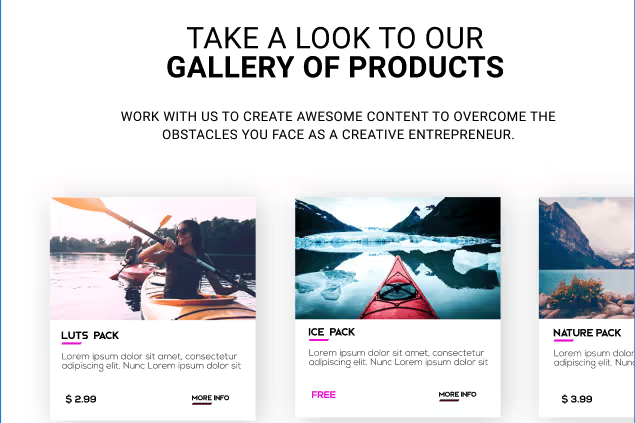 TAKE A LOOK TO OUR
GALLERY OF PRODUCTS
WORK WITH US TO CREATE AWESOME CONTENT TO OVERCOME THE
OBSTACLES YOU FACE AS A CREATIVE ENTREPRENEUR.
LUTS PACK
Lorem ipsum dolor sit amet, consectetur
adipiscing elit. Nunc Lorem ipsum dolor sit
$ 2.99
MORE INFO
ICE PACK
Lorem ipsum dolor sit amet, consectetur
adipiscing elit. Nunc Lorem ipsum dolor sit
FREE
MORE INFO
NATURE PACK
Lorem ipsum dolor
adipiscing elit. Nunc
$ 3.99